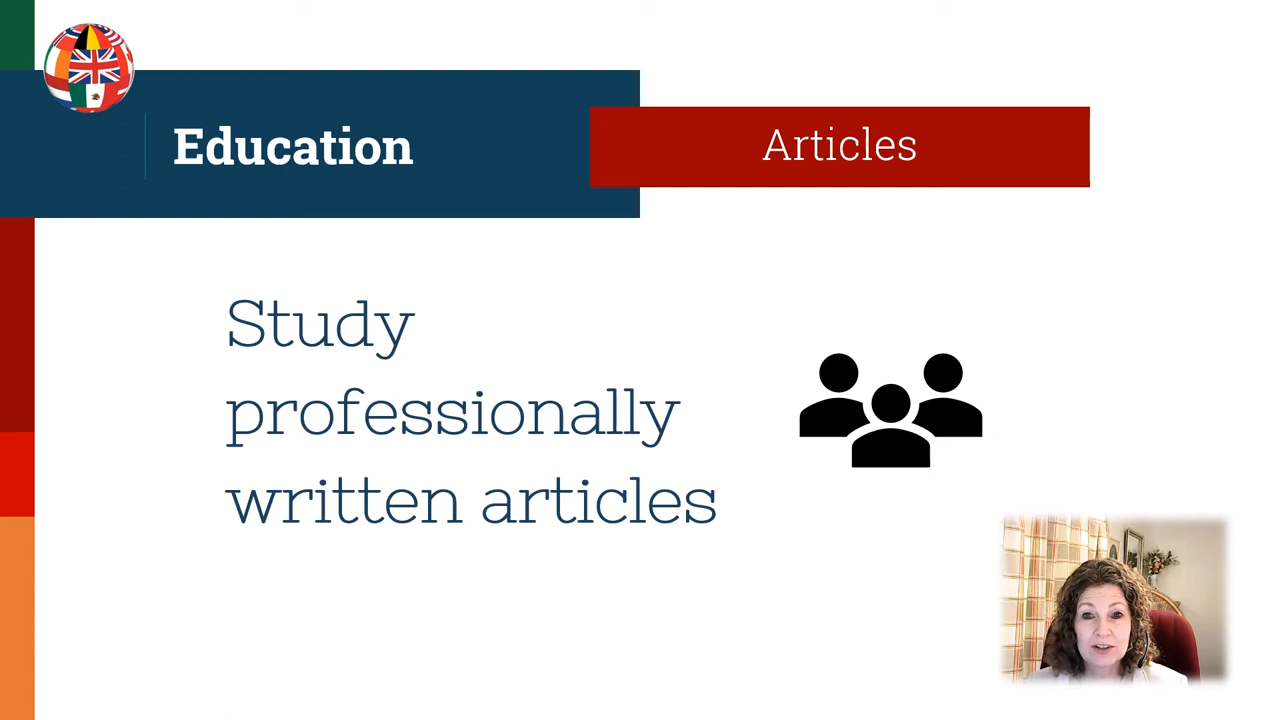 Education
Articles
Study
professionally
written articles